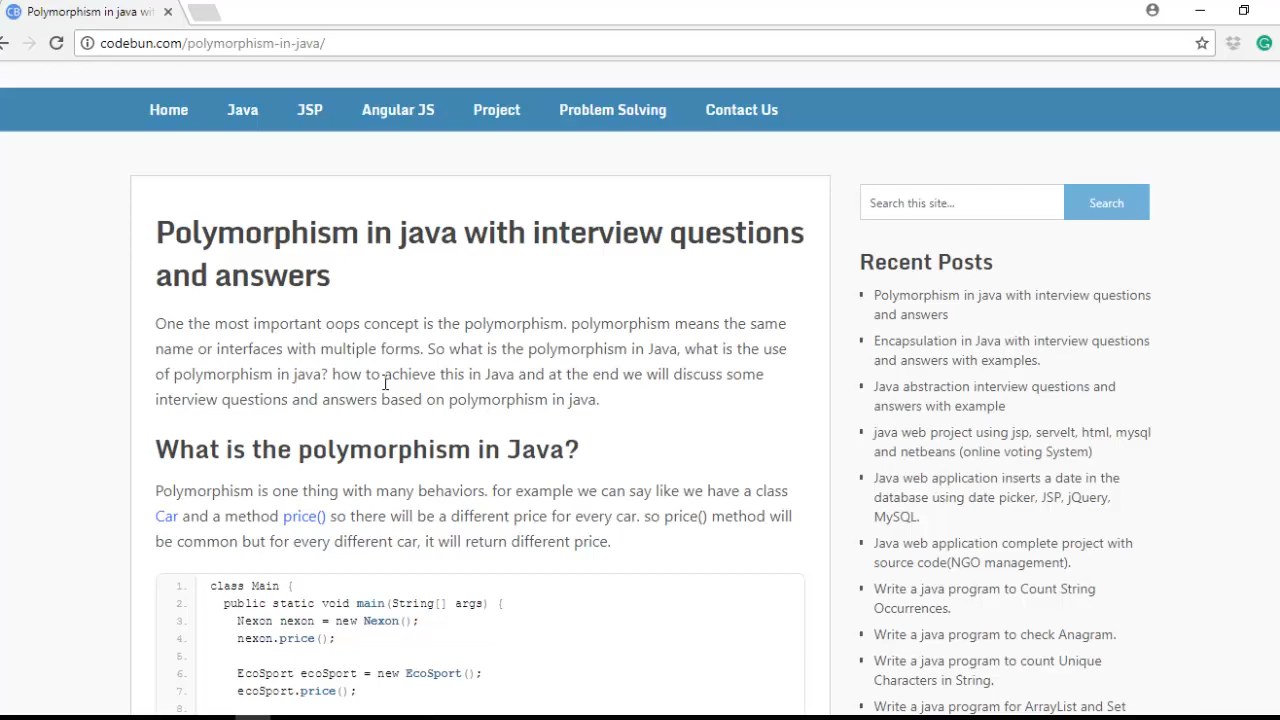 CB Polymorphism in java wit
codebun.com/polymorphism-in-java/
Home Java JSP Angular JS Project Problem Solving Contact Us
Polymorphism in java with interview questions
and answers
One the most important oops concept is the polymorphism. polymorphism means the same
name or interfaces with multiple forms. So what is the polymorphism in Java, what is the use
of polymorphism in java? how to achieve this in Java and at the end we will discuss some
interview questions and answers based on polymorphism in java.
What is the polymorphism in Java?
Polymorphism is one thing with many behaviors. for example we can say like we have a class
Car and a method price() so there will be a different price for every car. so price() method will
be common but for every different car, it will return different price.
1. class Main {
2. public static void main(String[] args) {
3. Nexon nexon = new Nexon();
4. nexon.price();
5.
6. EcoSport ecoSport = new EcoSport();
7. ecoSport.price();
8.
Search this site...
Search
Recent Posts
Polymorphism in java with interview questions
and answers
Encapsulation in Java with interview questions
and answers with examples.
Java abstraction interview questions and
answers with example
java web project using jsp, servelt, html, mysql
and netbeans (online voting System)
Java web application inserts a date in the
database using date picker, JSP, jQuery,
MySQL.
Java web application complete project with
source code(NGO management).
Write a java program to Count String
Occurrences.
Write a java program to check Anagram.
Write a java program to count Unique
Characters in String.
Write a java program for ArrayList and Set